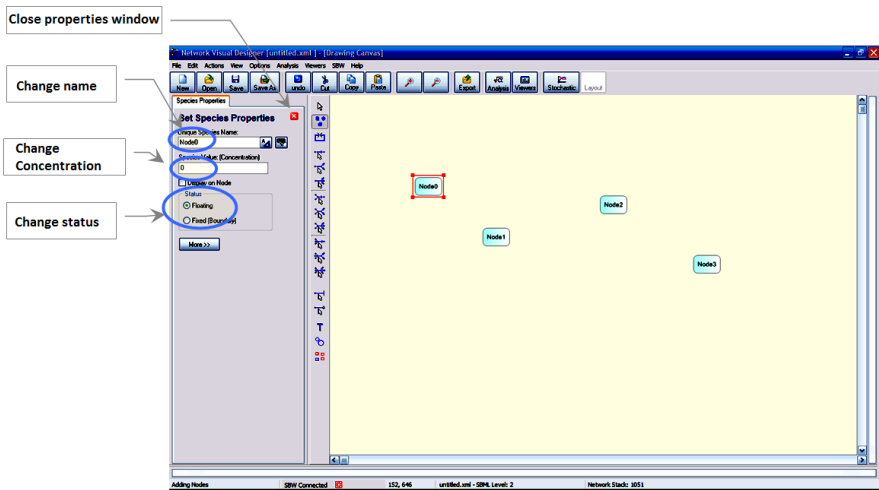 Close properties window
Network Visual Designer [untitled.xml ] - [Drawing Canvas]
File Edit Actions View Options Analysis Viewers SBW Help
Change name
New Open Save Save As undo Cut Copy Paste Export Analysis Viewers Stochastic Layout
Species Properties
Set Species Properties
Unique Species Name:
Node0
Change
Concentration
Species Value: (Concentration)
0
Display on Node
Status
Change status
Floating
Fixed (Boundary)
More >>
Node0
Node2
Node1
Node3
T
Adding Nodes SBW Connected 152, 646 untitled.xml - SBML Level: 2 Network Stack: 1051